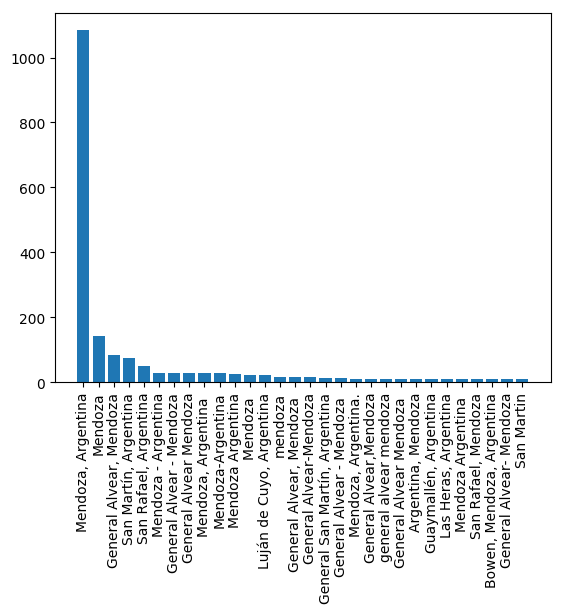 1000
800
600
400
200
0
Mendoza, Argentina
Mendoza
General Alvear, Mendoza
San Martín, Argentina
San Rafael, Argentina
Mendoza - Argentina
General Alvear - Mendoza
General Alvear Mendoza
Mendoza, Argentina
Mendoza-Argentina
Mendoza Argentina
Mendoza
Luján de Cuyo, Argentina
mendoza
General Alvear, Mendoza
General Alvear-Mendoza
General San Martín, Argentina
General Alvear - Mendoza
Mendoza, Argentina.
General Alvear,Mendoza
general alvear mendoza
General Alvear Mendoza
Argentina, Mendoza
Guaymallén, Argentina
Las Heras, Argentina
Mendoza Argentina
San Rafael, Mendoza
Bowen, Mendoza, Argentina
General Alvear- Mendoza
San Martin